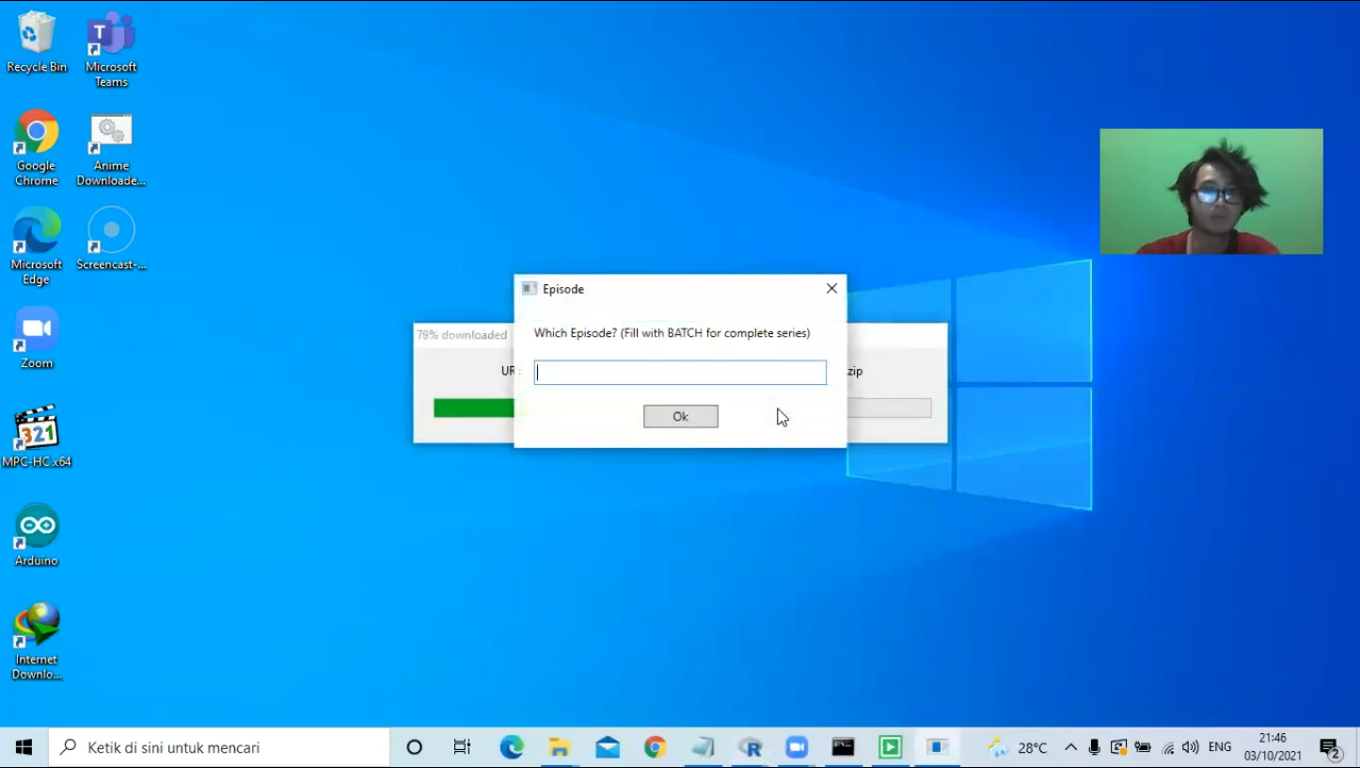 Recycle Bin
Microsoft
Teams
Google
Chrome
Anime
Downloade...
Microsoft
Edge
Screencast-...
Zoom
321
MPC-HC x64
Arduino
Internet
Downlo...
Episode
Which Episode? (Fill with BATCH for complete series)
Ok
79% downloaded
UR
zip
Ketik di sini untuk mencari
28°C
ENG
21:46
03/10/2021
2